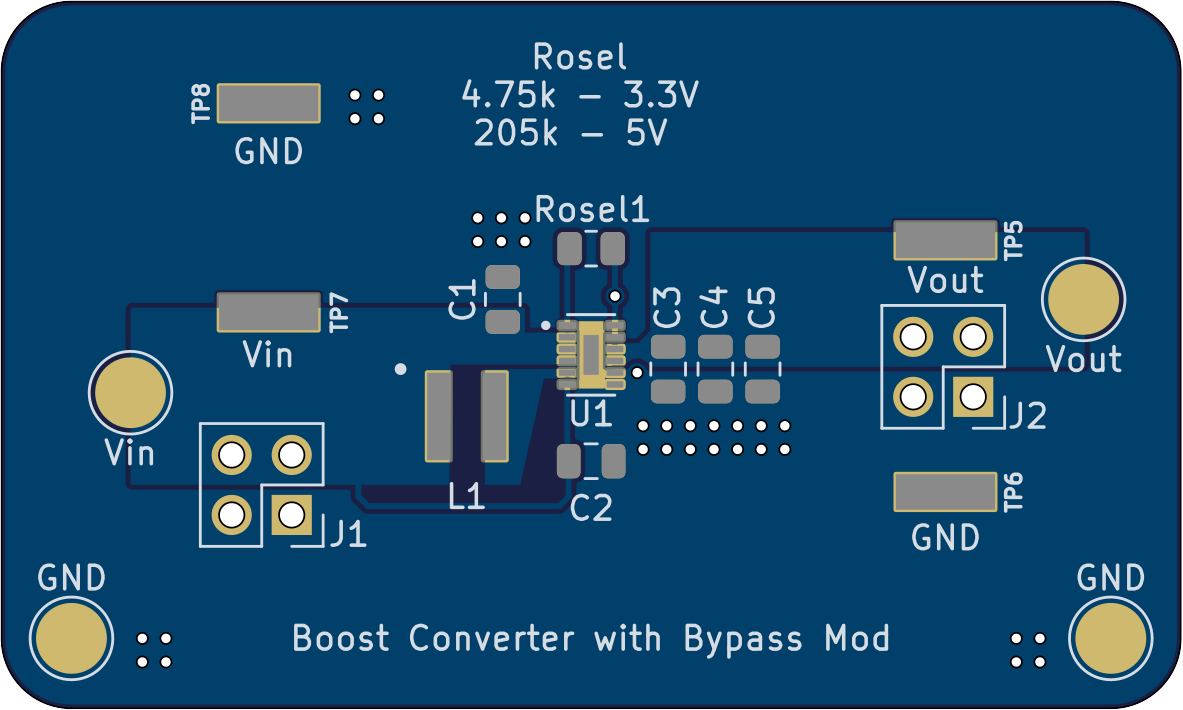 Rosel
4.75k – 3.3V
205k – 5V
TP8
GND
Rosel1
TP5
Vout
C1
C3
C4
C5
TP7
Vin
Vout
U1
J2
Vin
L1
C2
TP6
J1
GND
GND
GND
Boost Converter with Bypass Mod